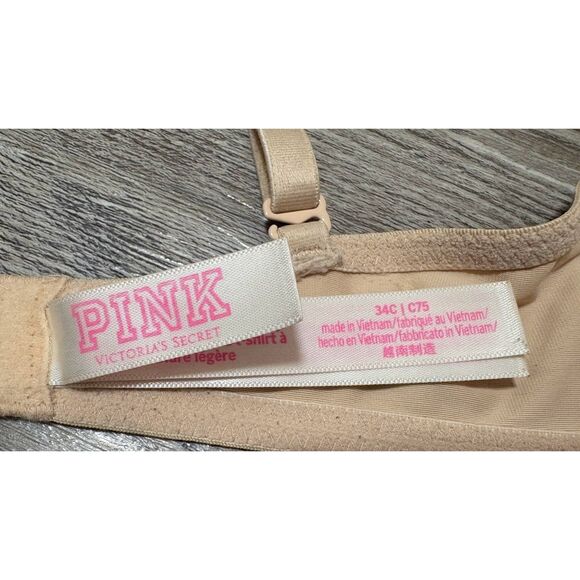 PINK
VICTORIA'S SECRET
shirt à
légère
34C | C75
made in Vietnam/fabriqué au Vietnam/
hecho en Vietnam/fabbricato in Vietnam/
越南制造